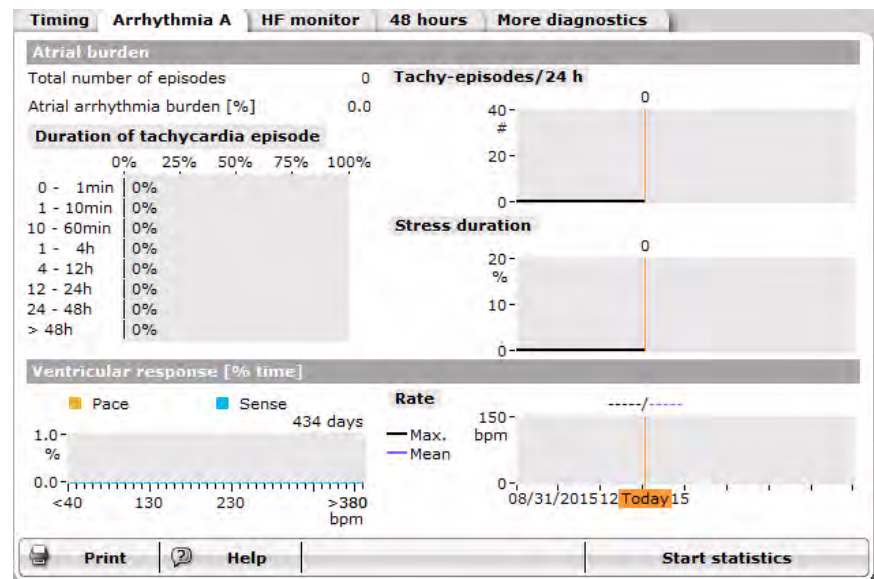 Timing Arrhythmia A HF monitor 48 hours More diagnostics
Atrial burden
Total number of episodes 0
Atrial arrhythmia burden [%] 0.0
Duration of tachycardia episode
0% 25% 50% 75% 100%
0 - 1min 0%
1 - 10min 0%
10 - 60min 0%
1 - 4h 0%
4 - 12h 0%
12 - 24h 0%
24 - 48h 0%
> 48h 0%
Tachy-episodes/24 h
0
40
#
20
0
Stress duration
0
20
%
10
0
Ventricular response [% time]
Pace Sense
434 days
1.0
%
0.0
<40 130 230 >380
bpm
Rate
-----/-----
Max.
Mean
150
bpm
0
08/31/2015 12 Today 15
Print Help Start statistics